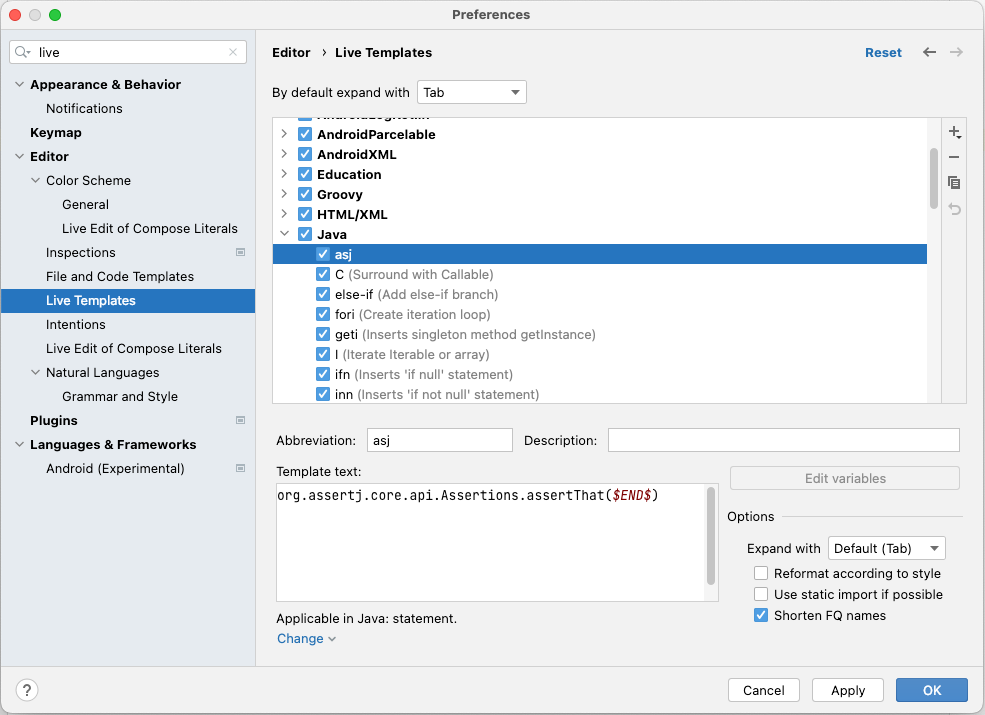 Preferences
live
Editor › Live Templates
Reset
Appearance & Behavior
Notifications
Keymap
Editor
Color Scheme
General
Live Edit of Compose Literals
Inspections
File and Code Templates
Live Templates
Intentions
Live Edit of Compose Literals
Natural Languages
Grammar and Style
Plugins
Languages & Frameworks
Android (Experimental)
By default expand with Tab
AndroidParcelable
AndroidXML
Education
Groovy
HTML/XML
Java
asj
C (Surround with Callable)
else-if (Add else-if branch)
fori (Create iteration loop)
geti (Inserts singleton method getInstance)
I (Iterate Iterable or array)
ifn (Inserts 'if null' statement)
inn (Inserts 'if not null' statement)
Abbreviation: asj Description:
Template text:
org.assertj.core.api.Assertions.assertThat($END$)
Edit variables
Options
Expand with Default (Tab)
Reformat according to style
Use static import if possible
Shorten FQ names
Applicable in Java: statement.
Change
?
Cancel Apply OK